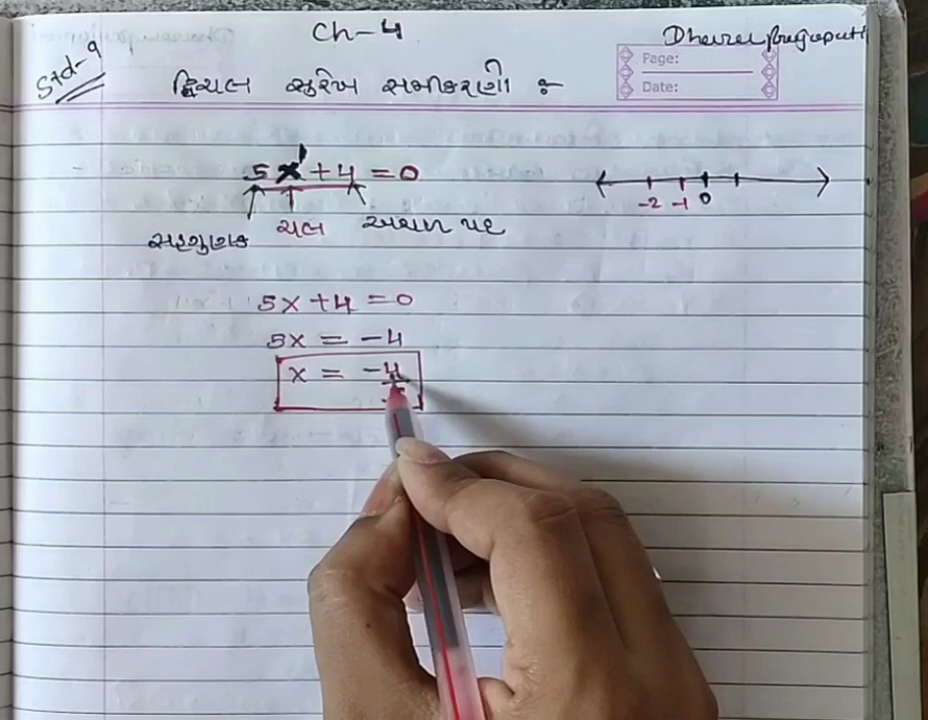 Ch-4
Std-9
દ્વિચલ સુરેખ સમીકરણો :-
Page:
Date:
5x¹ + 4 = 0
-2 -1 0
સહગુણક ચલ અચળ પદ
5x + 4 = 0
5x = -4
x = -4